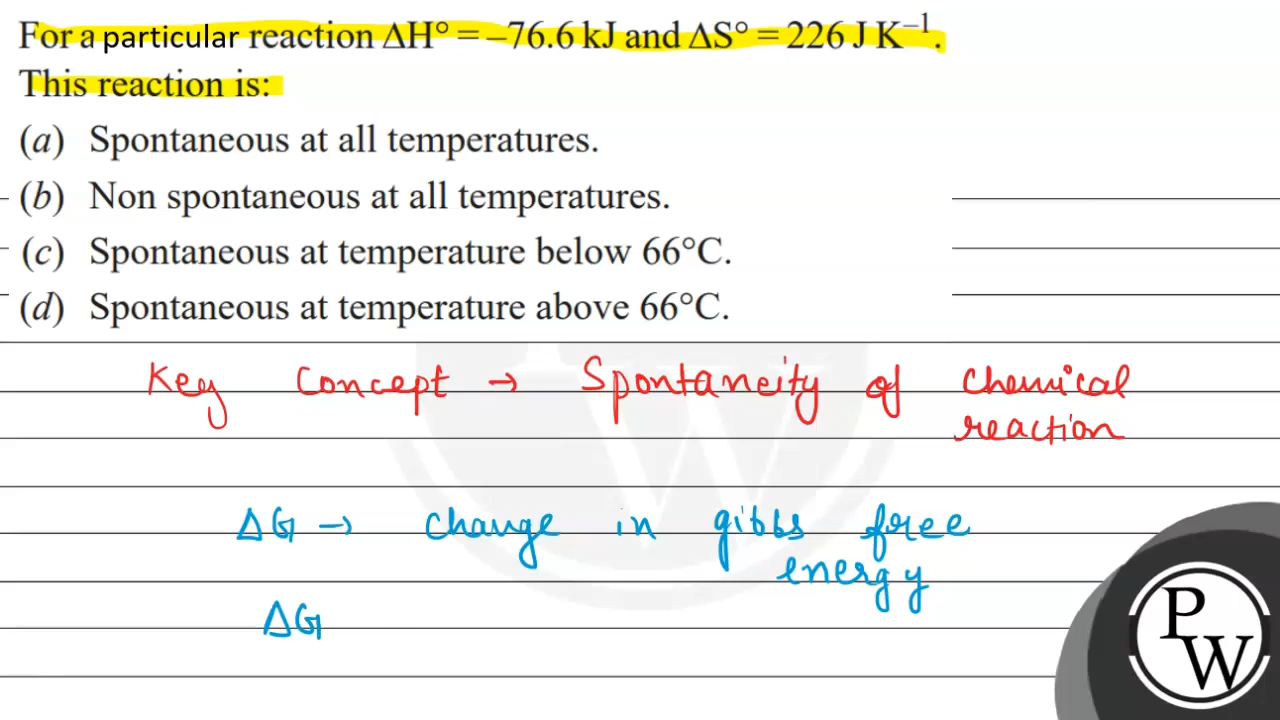 For a particular reaction ΔH° = –76.6 kJ and ΔS° = 226 J K⁻¹.
This reaction is:
(a) Spontaneous at all temperatures.
(b) Non spontaneous at all temperatures.
(c) Spontaneous at temperature below 66°C.
(d) Spontaneous at temperature above 66°C.
Key Concept → Spontaneity of chemical
reaction
ΔG → change in gibbs free
energy
ΔG
P
W